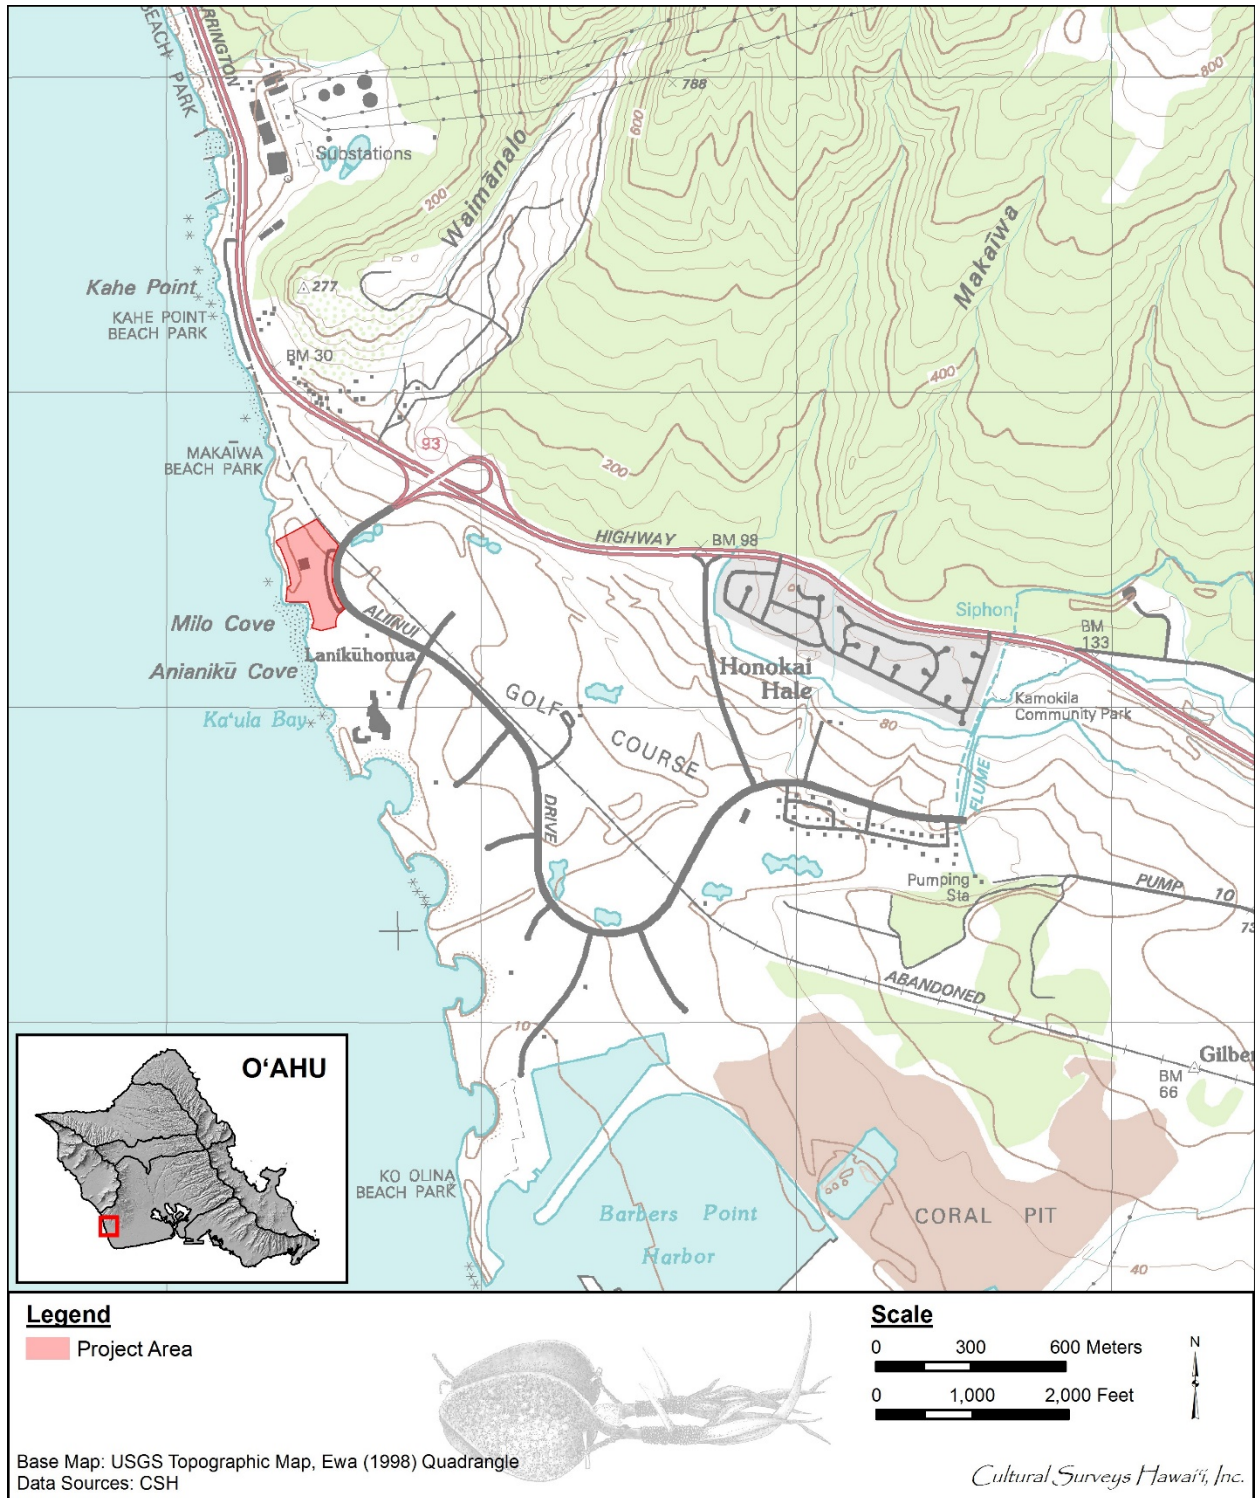 BEACH PARK
RRINGTON
788
800
600
Substations
Waimānalo
200
Makaīwa
277
Kahe Point
KAHE POINT
BEACH PARK
BM 30
400
93
MAKAĪWA
BEACH PARK
200
HIGHWAY
BM 98
Siphon
BM
133
Milo Cove
ALIINUI
Lanikūhonua
Anianikū Cove
Honokai
Hale
Kamokila
Community Park
GOLF
Ka‘ula Bay
80
COURSE
FLUME
DRIVE
Pumping
Sta
PUMP
10
73
ABANDONED
10
O‘AHU
Gilber
BM
66
KO OLINA
BEACH PARK
Barbers Point
Harbor
CORAL PIT
40
Legend
Project Area
Scale
0 300 600 Meters
0 1,000 2,000 Feet
N
Base Map: USGS Topographic Map, Ewa (1998) Quadrangle
Data Sources: CSH
Cultural Surveys Hawai‘i, Inc.